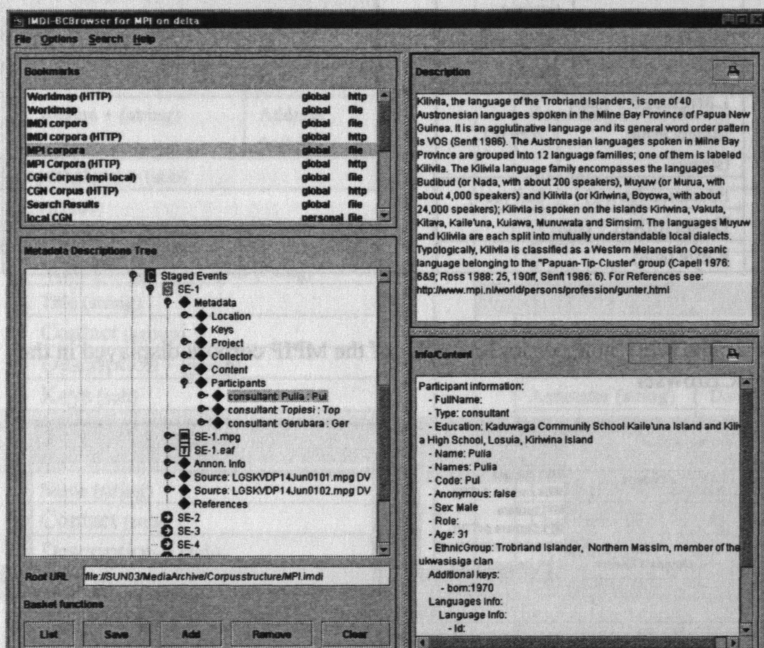 IMDI-BCBrowser for MPI on delta
File Options Search Help
Bookmarks
Worldmap (HTTP) global http
Worldmap global file
IMDI corpora global file
IMDI corpora (HTTP) global http
MPI corpora global file
MPI Corpora (HTTP) global http
CGN Corpus (mpi local) global file
CGN Corpus (HTTP) global http
Search Results global file
local CGN personal file
Metadata Descriptions Tree
Staged Events
SE-1
Metadata
Location
Keys
Project
Collector
Content
Participants
consultant: Pulia : Pul
consultant: Topiesi : Top
consultant: Gerubara : Ger
SE-1.mpg
T SE-1.eaf
Annon. Info
Source: LGSKVDP14Jun0101.mpg DV
Source: LGSKVDP14Jun0102.mpg DV
References
SE-2
SE-3
SE-4
Root URL file://SUN03/MediaArchive/Corpusstructure/MPI.imdi
Basket functions
List Save Add Remove Clear
Description
Kilivila, the language of the Trobriand Islanders, is one of 40
Austronesian languages spoken in the Milne Bay Province of Papua New
Guinea. It is an agglutinative language and its general word order pattern
is VOS (Senft 1986). The Austronesian languages spoken in Milne Bay
Province are grouped into 12 language families; one of them is labeled
Kilivila. The Kilivila language family encompasses the languages
Budibud (or Nada, with about 200 speakers), Muyuw (or Murua, with
about 4,000 speakers) and Kilivila (or Kiriwina, Boyowa, with about
24,000 speakers); Kilivila is spoken on the islands Kiriwina, Vakuta,
Kitava, Kaile'una, Kuiawa, Munuwata and Simsim. The languages Muyuw
and Kilivila are each split into mutually understandable local dialects.
Typologically, Kilivila is classified as a Western Melanesian Oceanic
language belonging to the "Papuan-Tip-Cluster" group (Capell 1976:
6&9; Ross 1988: 25, 190ff, Senft 1986: 6). For References see:
http://www.mpi.nl/world/persons/profession/gunter.html
Info/Content
Participant information:
- FullName:
- Type: consultant
- Education: Kaduwaga Community School Kaile'una Island and Kiliv
a High School, Losuia, Kiriwina Island
- Name: Pulia
- Names: Pulia
- Code: Pul
- Anonymous: false
- Sex: Male
- Role:
- Age: 31
- EthnicGroup: Trobriand Islander, Northern Massim, member of the
ukwasisiga clan
Additional keys:
- born:1970
Languages info:
Language Info:
- Id: